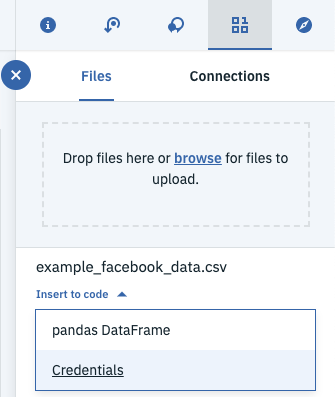 Files
Connections
Drop files here or browse for files to
upload.
example_facebook_data.csv
Insert to code
pandas DataFrame
Credentials